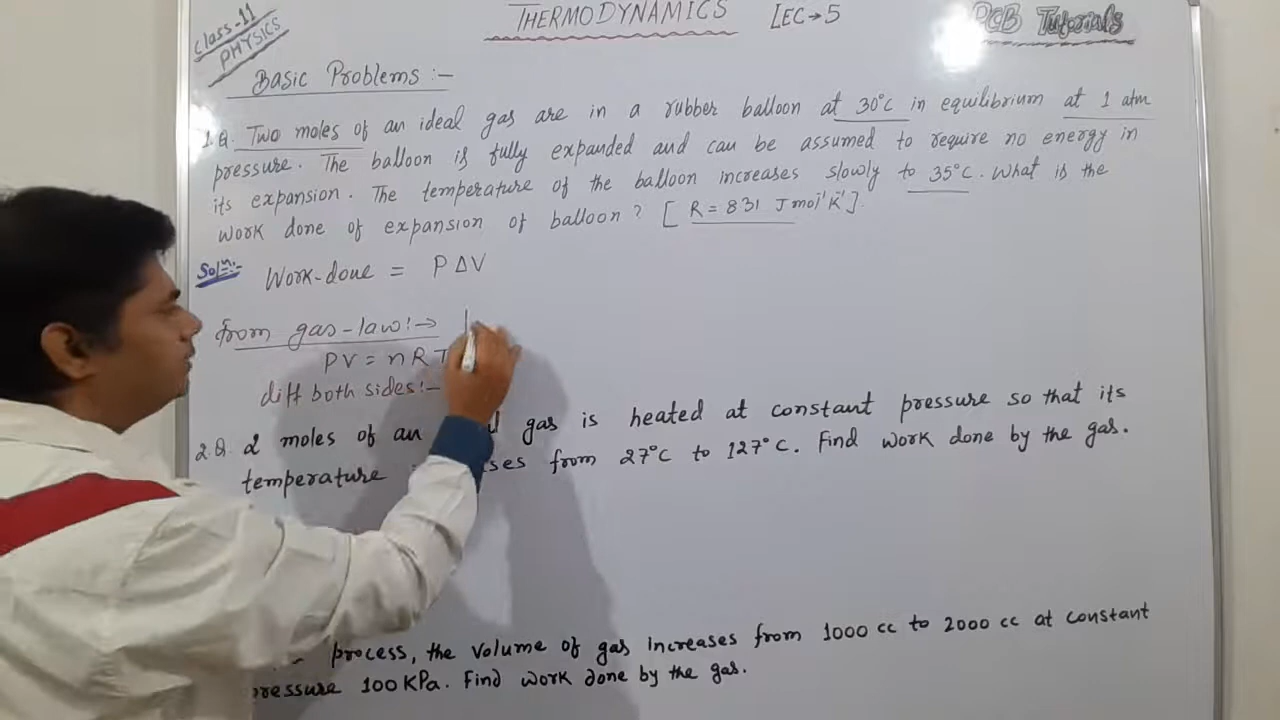 Class-11
PHYSICS
THERMODYNAMICS
LEC→5
PCB Tutorials
Basic Problems :-
1.Q. Two moles of an ideal gas are in a rubber balloon at 30°C in equilibrium at 1 atm
pressure. The balloon is fully expanded and can be assumed to require no energy in
its expansion. The temperature of the balloon increases slowly to 35°C. What is the
work done of expansion of balloon? [R = 831 J mol⁻¹ K⁻¹].
Soln:- Work-done = P ΔV
from gas-law:→
PV = nRT
diff both sides:-
2.Q. 2 moles of an gas is heated at constant pressure so that its
temperature from 27°C to 127°C. Find work done by the gas.
process, the volume of gas increases from 1000 cc to 2000 cc at constant
pressure 100 KPa. Find work done by the gas.